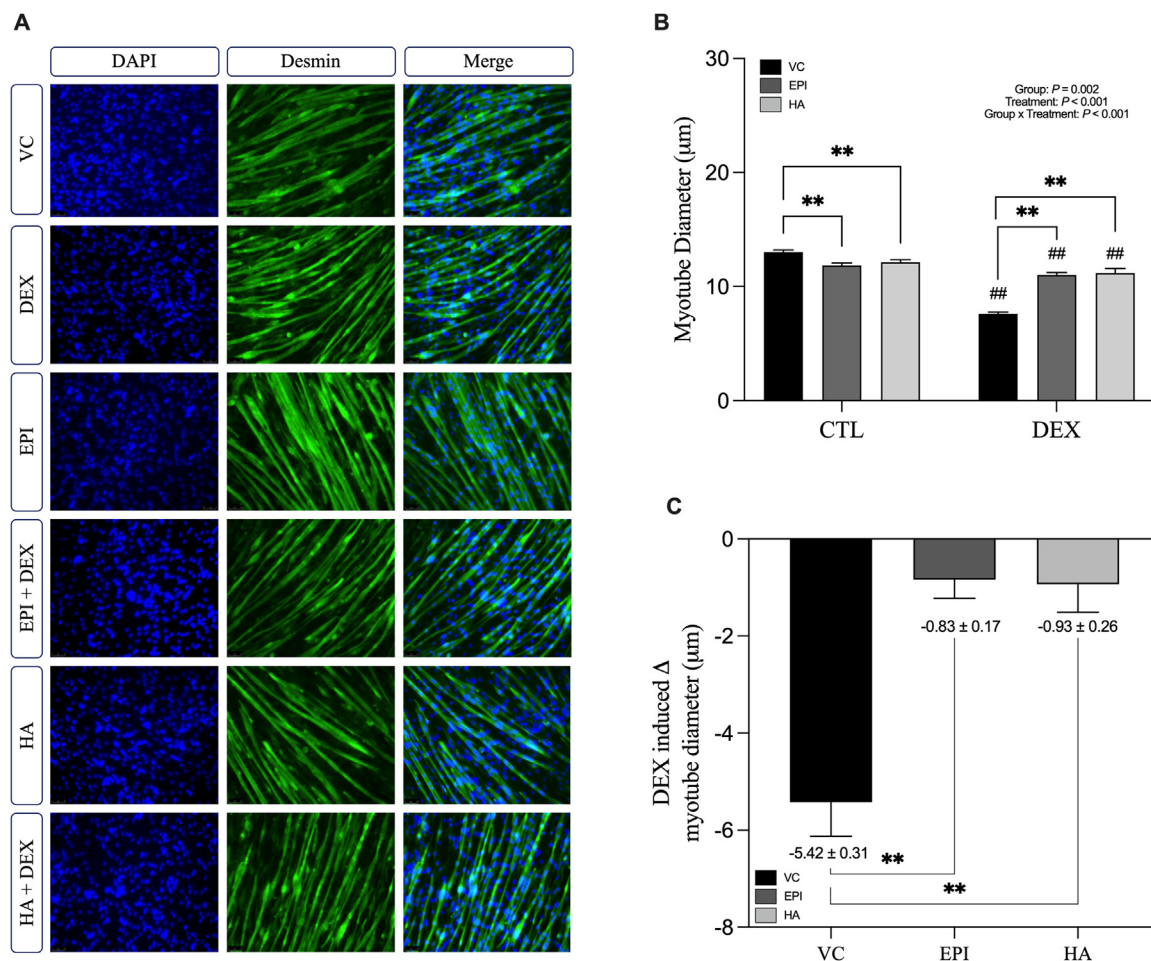 A
DAPI
Desmin
Merge
VC
DEX
EPI
EPI + DEX
HA
HA + DEX
B
VC
EPI
HA
Group: P = 0.002
Treatment: P < 0.001
Group x Treatment: P < 0.001
Myotube Diameter (μm)
30
20
10
0
**
**
**
**
##
##
##
CTL
DEX
C
DEX induced Δ
myotube diameter (μm)
0
-2
-4
-6
-8
-0.83 ± 0.17
-0.93 ± 0.26
-5.42 ± 0.31
**
**
VC
EPI
HA
VC
EPI
HA